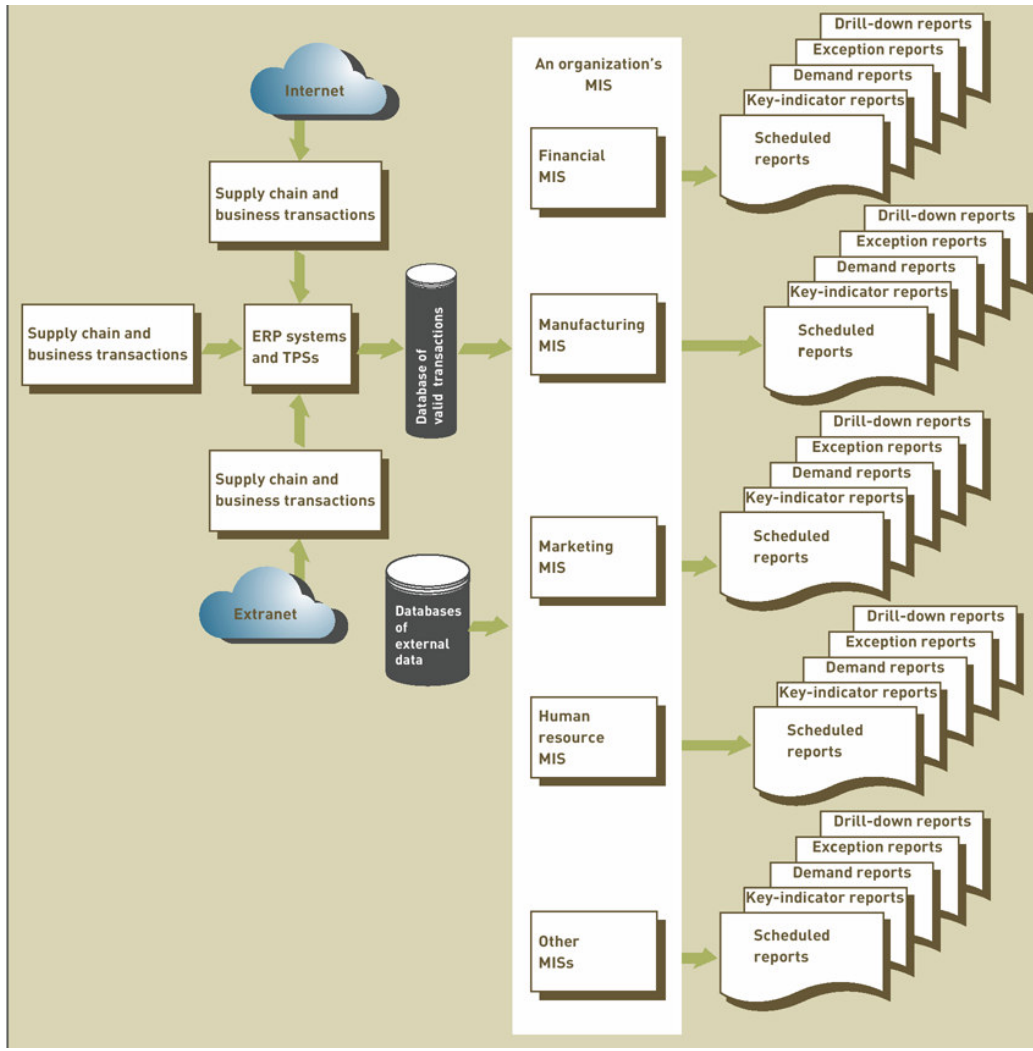 Internet
Supply chain and
business transactions
Supply chain and
business transactions
ERP systems
and TPSs
Database of
valid transactions
Supply chain and
business transactions
Extranet
Databases
of
external
data
An organization's
MIS
Financial
MIS
Drill-down reports
Exception reports
Demand reports
Key-indicator reports
Scheduled
reports
Manufacturing
MIS
Drill-down reports
Exception reports
Demand reports
Key-indicator reports
Scheduled
reports
Marketing
MIS
Drill-down reports
Exception reports
Demand reports
Key-indicator reports
Scheduled
reports
Human
resource
MIS
Drill-down reports
Exception reports
Demand reports
Key-indicator reports
Scheduled
reports
Other
MISs
Drill-down reports
Exception reports
Demand reports
Key-indicator reports
Scheduled
reports